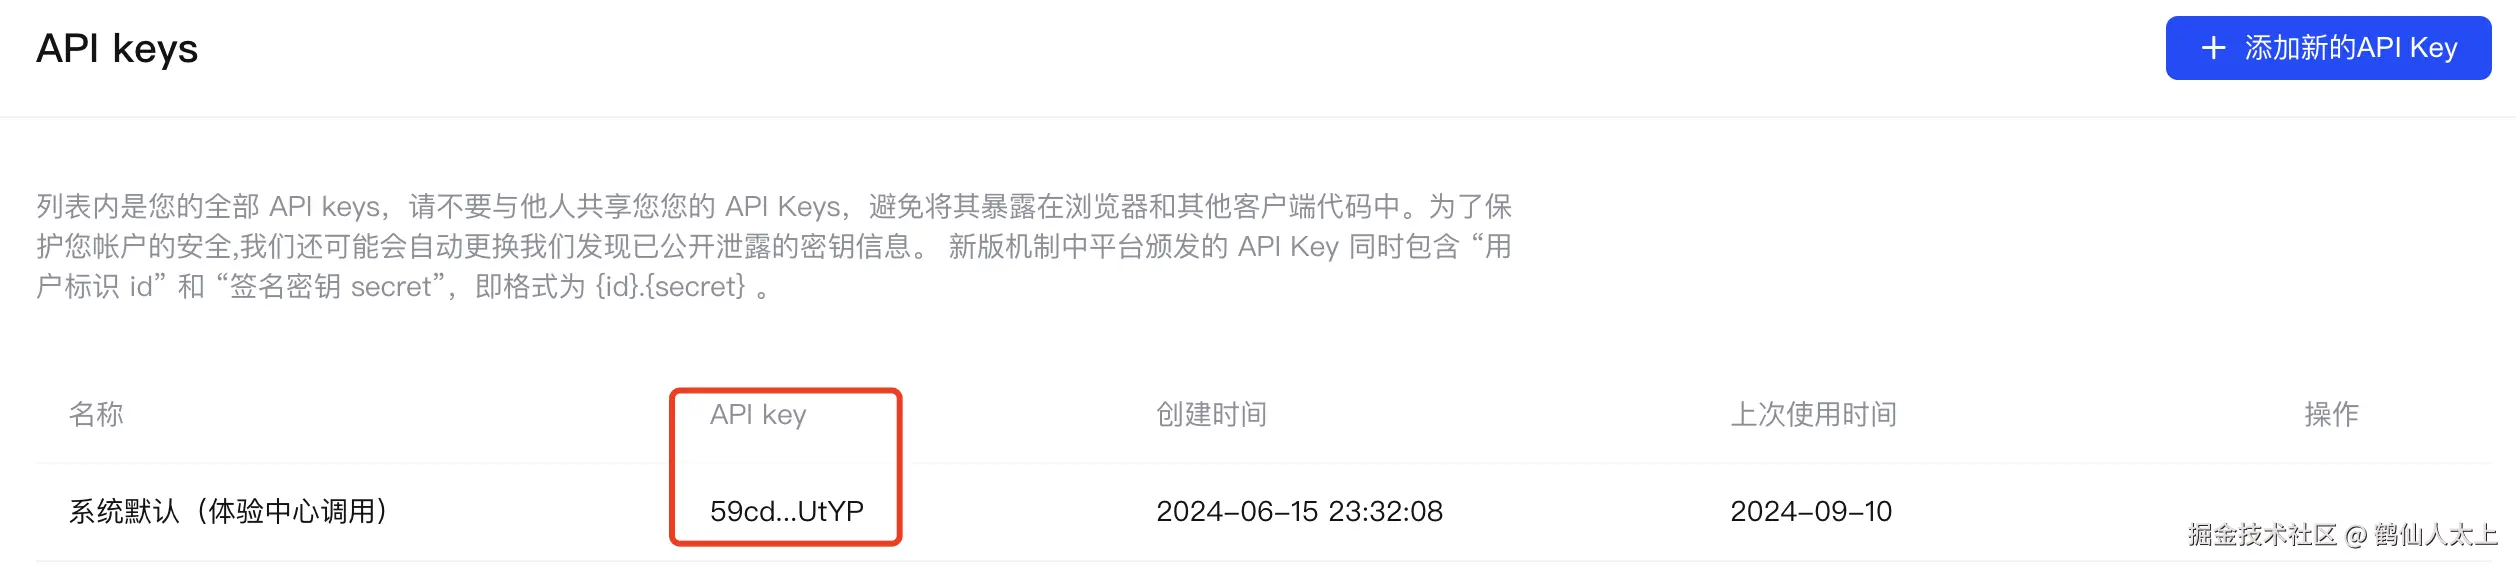 API keys
+ 添加新的API Key
列表内是您的全部 API keys，请不要与他人共享您您的 API Keys，避免将其暴露在浏览器和其他客户端代码中。为了保
护您帐户的安全,我们还可能会自动更换我们发现已公开泄露的密钥信息。 新版机制中平台颁发的 API Key 同时包含 “用
户标识 id” 和 “签名密钥 secret”，即格式为 {id}.{secret} 。
名称 API key 创建时间 上次使用时间 操作
系统默认（体验中心调用） 59cd...UtYP 2024-06-15 23:32:08 2024-09-10
掘金技术社区 @ 鹤仙人太上